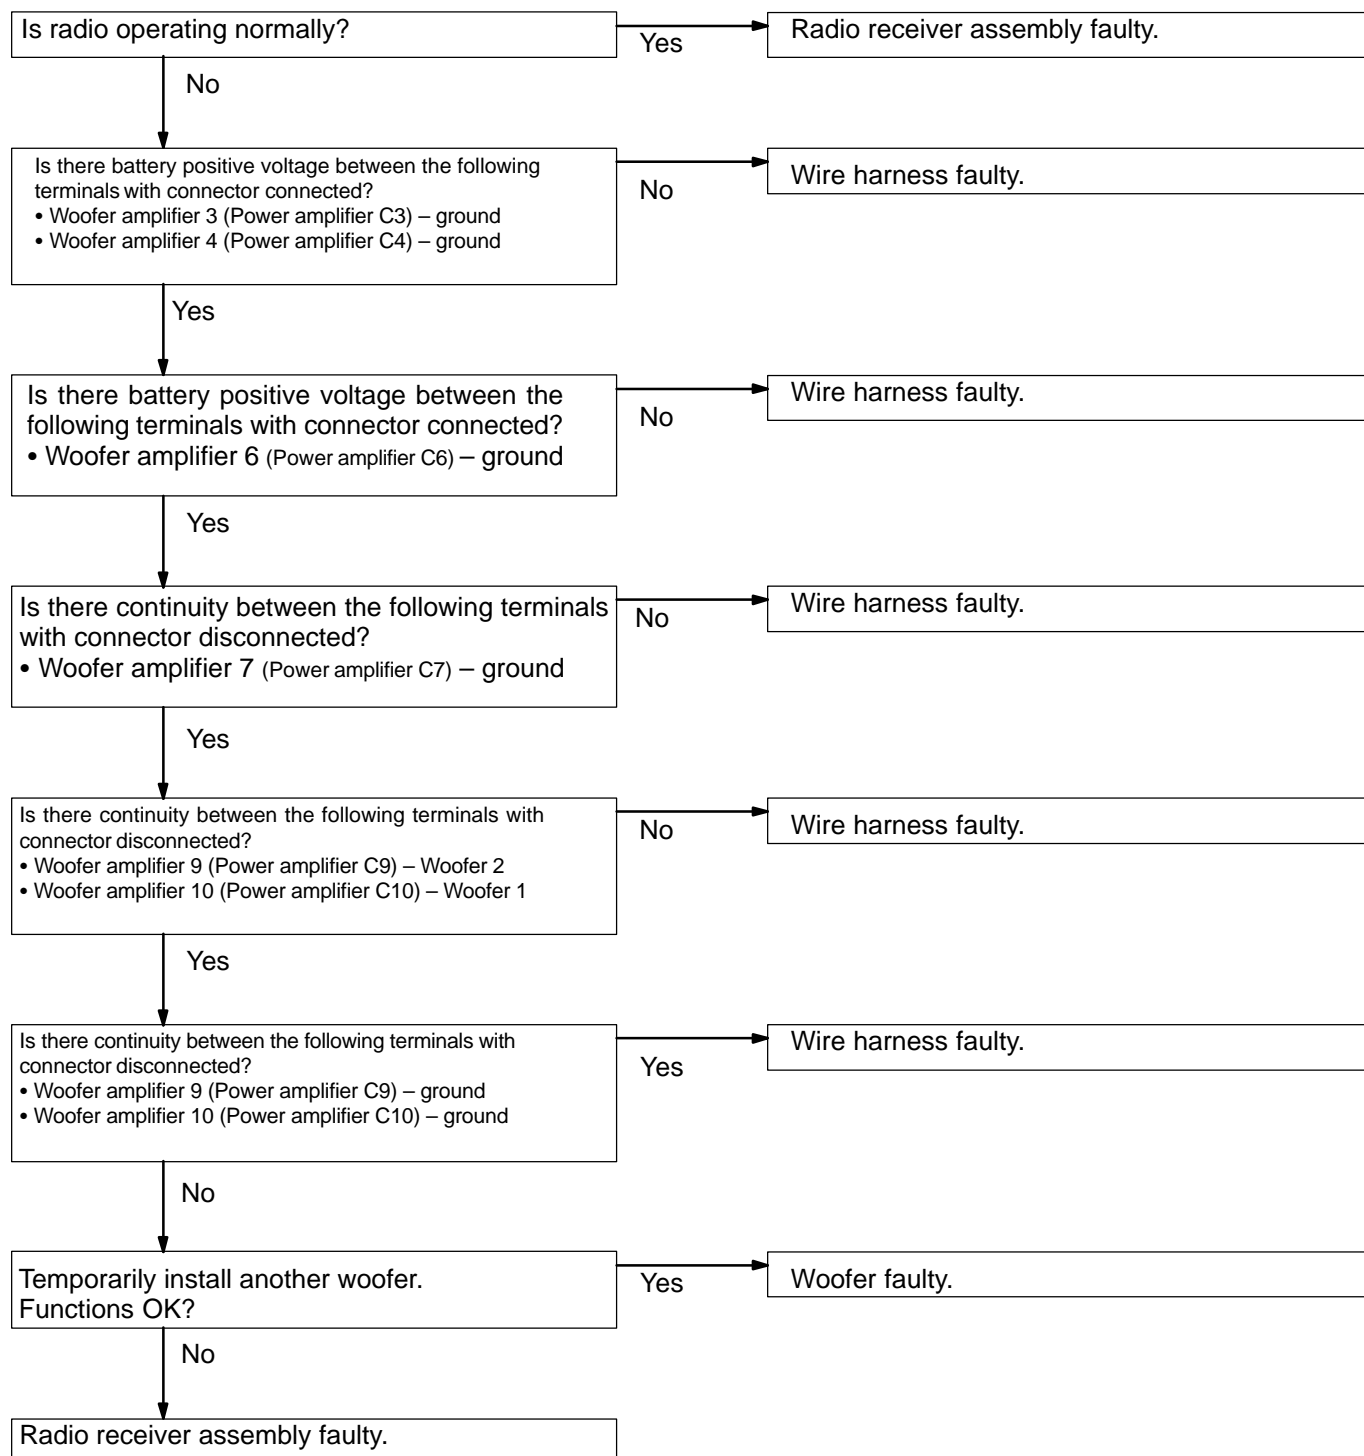 Is radio operating normally?
Yes
Radio receiver assembly faulty.
No
Is there battery positive voltage between the following
terminals with connector connected?
• Woofer amplifier 3 (Power amplifier C3) – ground
• Woofer amplifier 4 (Power amplifier C4) – ground
No
Wire harness faulty.
Yes
Is there battery positive voltage between the
following terminals with connector connected?
• Woofer amplifier 6 (Power amplifier C6) – ground
No
Wire harness faulty.
Yes
Is there continuity between the following terminals
with connector disconnected?
• Woofer amplifier 7 (Power amplifier C7) – ground
No
Wire harness faulty.
Yes
Is there continuity between the following terminals with
connector disconnected?
• Woofer amplifier 9 (Power amplifier C9) – Woofer 2
• Woofer amplifier 10 (Power amplifier C10) – Woofer 1
No
Wire harness faulty.
Yes
Is there continuity between the following terminals with
connector disconnected?
• Woofer amplifier 9 (Power amplifier C9) – ground
• Woofer amplifier 10 (Power amplifier C10) – ground
Yes
Wire harness faulty.
No
Temporarily install another woofer.
Functions OK?
Yes
Woofer faulty.
No
Radio receiver assembly faulty.